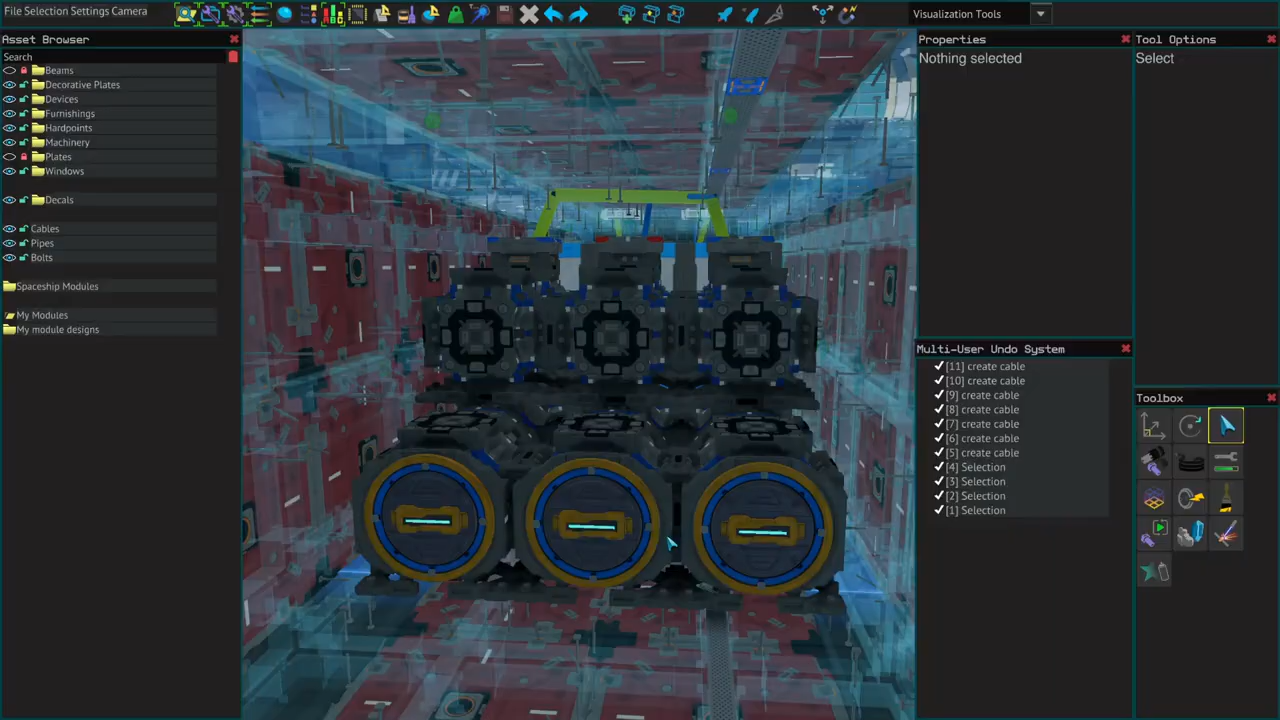 File Selection Settings Camera
Visualization Tools
Asset Browser
Search
Beams
Decorative Plates
Devices
Furnishings
Hardpoints
Machinery
Plates
Windows
Decals
Cables
Pipes
Bolts
Spaceship Modules
My Modules
My module designs
Properties
Nothing selected
Multi-User Undo System
[11] create cable
[10] create cable
[9] create cable
[8] create cable
[7] create cable
[6] create cable
[5] create cable
[4] Selection
[3] Selection
[2] Selection
[1] Selection
Tool Options
Select
Toolbox